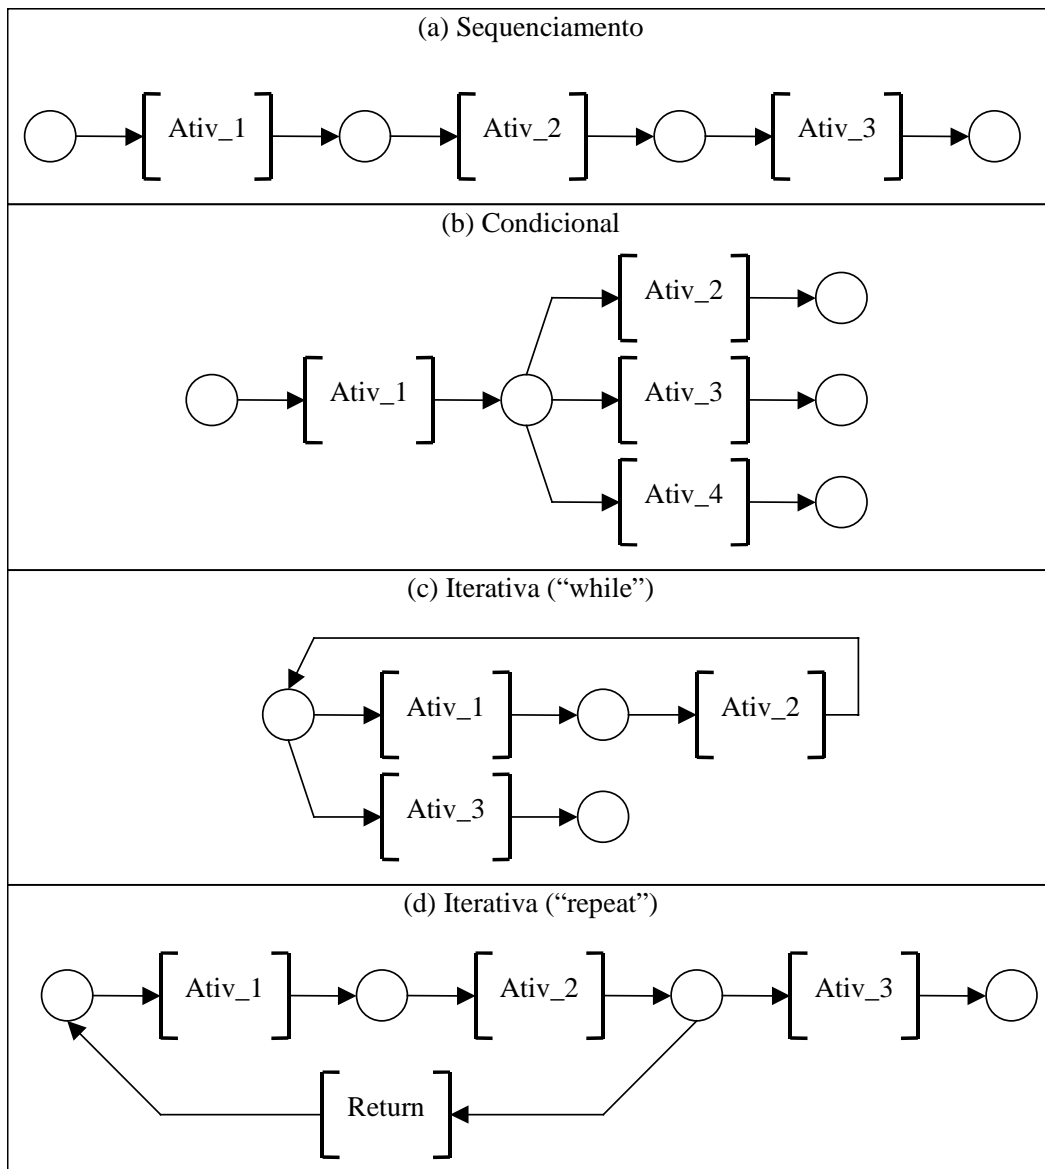 (a) Sequenciamento
Ativ_1
Ativ_2
Ativ_3
(b) Condicional
Ativ_2
Ativ_1
Ativ_3
Ativ_4
(c) Iterativa (“while”)
Ativ_1
Ativ_2
Ativ_3
(d) Iterativa (“repeat”)
Ativ_1
Ativ_2
Ativ_3
Return